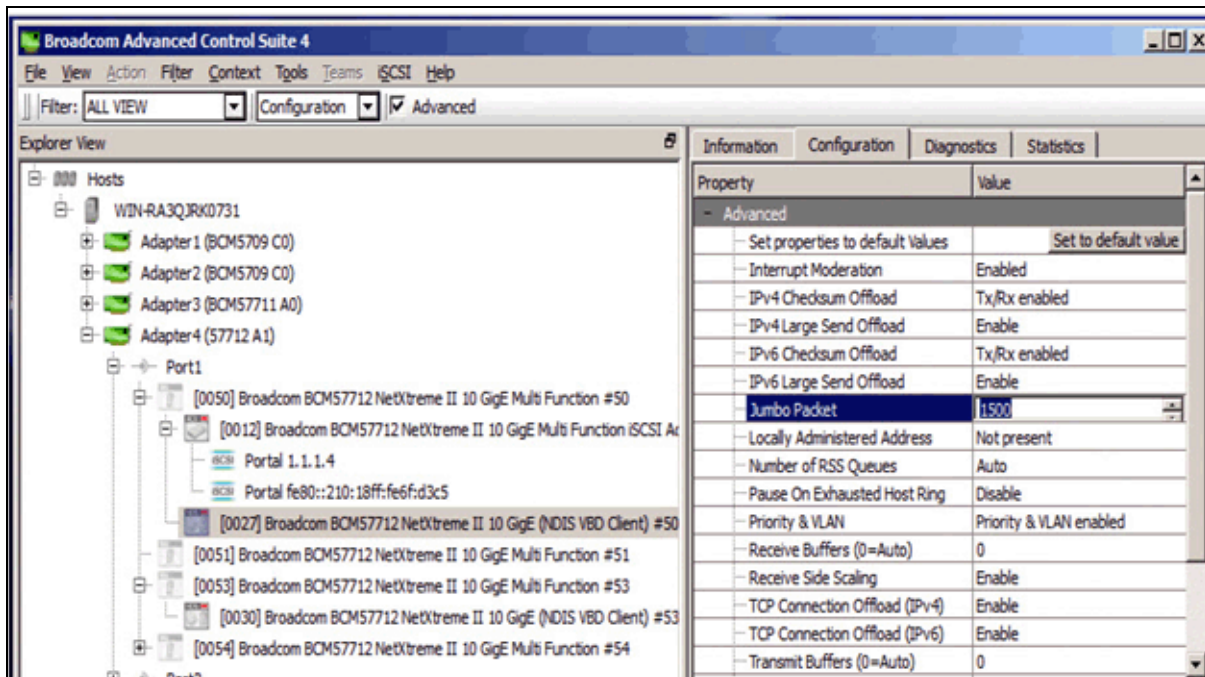 Broadcom Advanced Control Suite 4
File View Action Filter Context Tools Teams iSCSI Help
Filter: ALL VIEW Configuration Advanced
Explorer View
Hosts
WIN-RA3QJRK0731
Adapter1 (BCM5709 C0)
Adapter2 (BCM5709 C0)
Adapter3 (BCM57711 A0)
Adapter4 (57712 A1)
Port1
[0050] Broadcom BCM57712 NetXtreme II 10 GigE Multi Function #50
[0012] Broadcom BCM57712 NetXtreme II 10 GigE Multi Function iSCSI Ac
iSCSI Portal 1.1.1.4
iSCSI Portal fe80::210:18ff:fe6f:d3c5
[0027] Broadcom BCM57712 NetXtreme II 10 GigE (NDIS VBD Client) #50
[0051] Broadcom BCM57712 NetXtreme II 10 GigE Multi Function #51
[0053] Broadcom BCM57712 NetXtreme II 10 GigE Multi Function #53
[0030] Broadcom BCM57712 NetXtreme II 10 GigE (NDIS VBD Client) #53
[0054] Broadcom BCM57712 NetXtreme II 10 GigE Multi Function #54
Port2
Information Configuration Diagnostics Statistics
Property Value
Advanced
Set properties to default Values Set to default value
Interrupt Moderation Enabled
IPv4 Checksum Offload Tx/Rx enabled
IPv4 Large Send Offload Enable
IPv6 Checksum Offload Tx/Rx enabled
IPv6 Large Send Offload Enable
Jumbo Packet 1500
Locally Administered Address Not present
Number of RSS Queues Auto
Pause On Exhausted Host Ring Disable
Priority & VLAN Priority & VLAN enabled
Receive Buffers (0=Auto) 0
Receive Side Scaling Enable
TCP Connection Offload (IPv4) Enable
TCP Connection Offload (IPv6) Enable
Transmit Buffers (0=Auto) 0